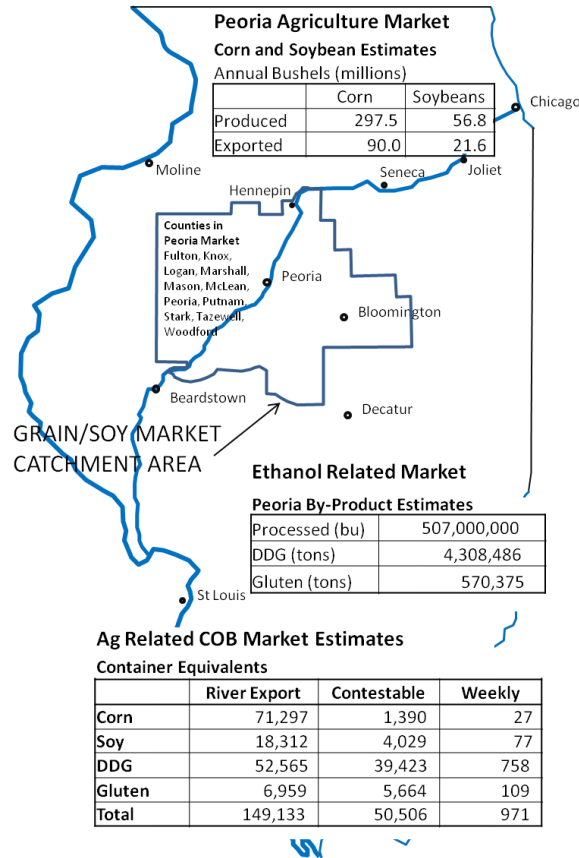 Peoria Agriculture Market
Corn and Soybean Estimates
Annual Bushels (millions)
Corn Soybeans
Produced 297.5 56.8
Exported 90.0 21.6
Chicago
Moline
Joliet
Seneca
Hennepin
Counties in
Peoria Market
Fulton, Knox,
Logan, Marshall,
Mason, McLean,
Peoria, Putnam,
Stark, Tazewell,
Woodford
Peoria
Bloomington
Beardstown
Decatur
GRAIN/SOY MARKET
CATCHMENT AREA
Ethanol Related Market
Peoria By-Product Estimates
Processed (bu) 507,000,000
DDG (tons) 4,308,486
Gluten (tons) 570,375
St Louis
Ag Related COB Market Estimates
Container Equivalents
River Export Contestable Weekly
Corn 71,297 1,390 27
Soy 18,312 4,029 77
DDG 52,565 39,423 758
Gluten 6,959 5,664 109
Total 149,133 50,506 971